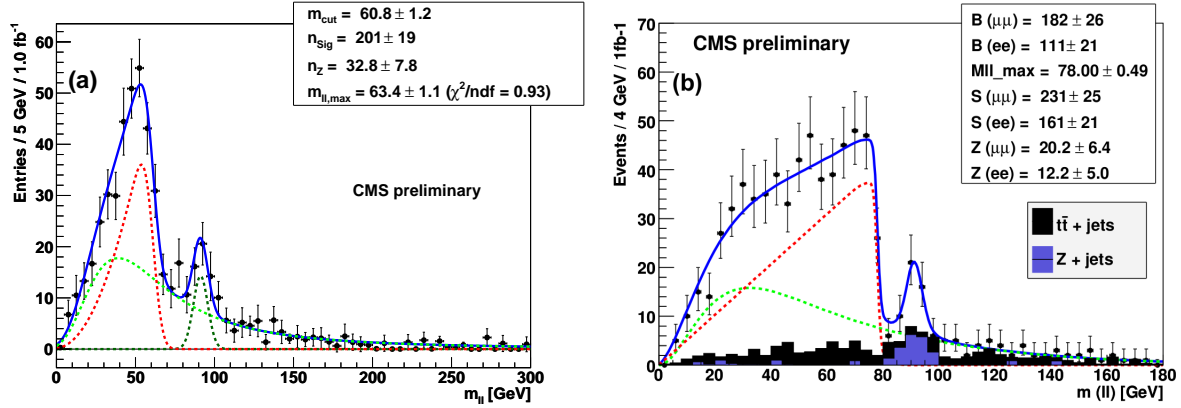 (a)
m_cut = 60.8 ± 1.2
n_Sig = 201 ± 19
n_Z = 32.8 ± 7.8
m_ll,max = 63.4 ± 1.1 (χ²/ndf = 0.93)
CMS preliminary
Entries / 5 GeV / 1.0 fb⁻¹
60
50
40
30
20
10
0
0 50 100 150 200 250 300
m_ll [GeV]
(b)
CMS preliminary
B (μμ) = 182 ± 26
B (ee) = 111 ± 21
Mll_max = 78.00 ± 0.49
S (μμ) = 231 ± 25
S (ee) = 161 ± 21
Z (μμ) = 20.2 ± 6.4
Z (ee) = 12.2 ± 5.0
tt̄ + jets
Z + jets
Events / 4 GeV / 1fb-1
70
60
50
40
30
20
10
0
0 20 40 60 80 100 120 140 160 180
m (ll) [GeV]